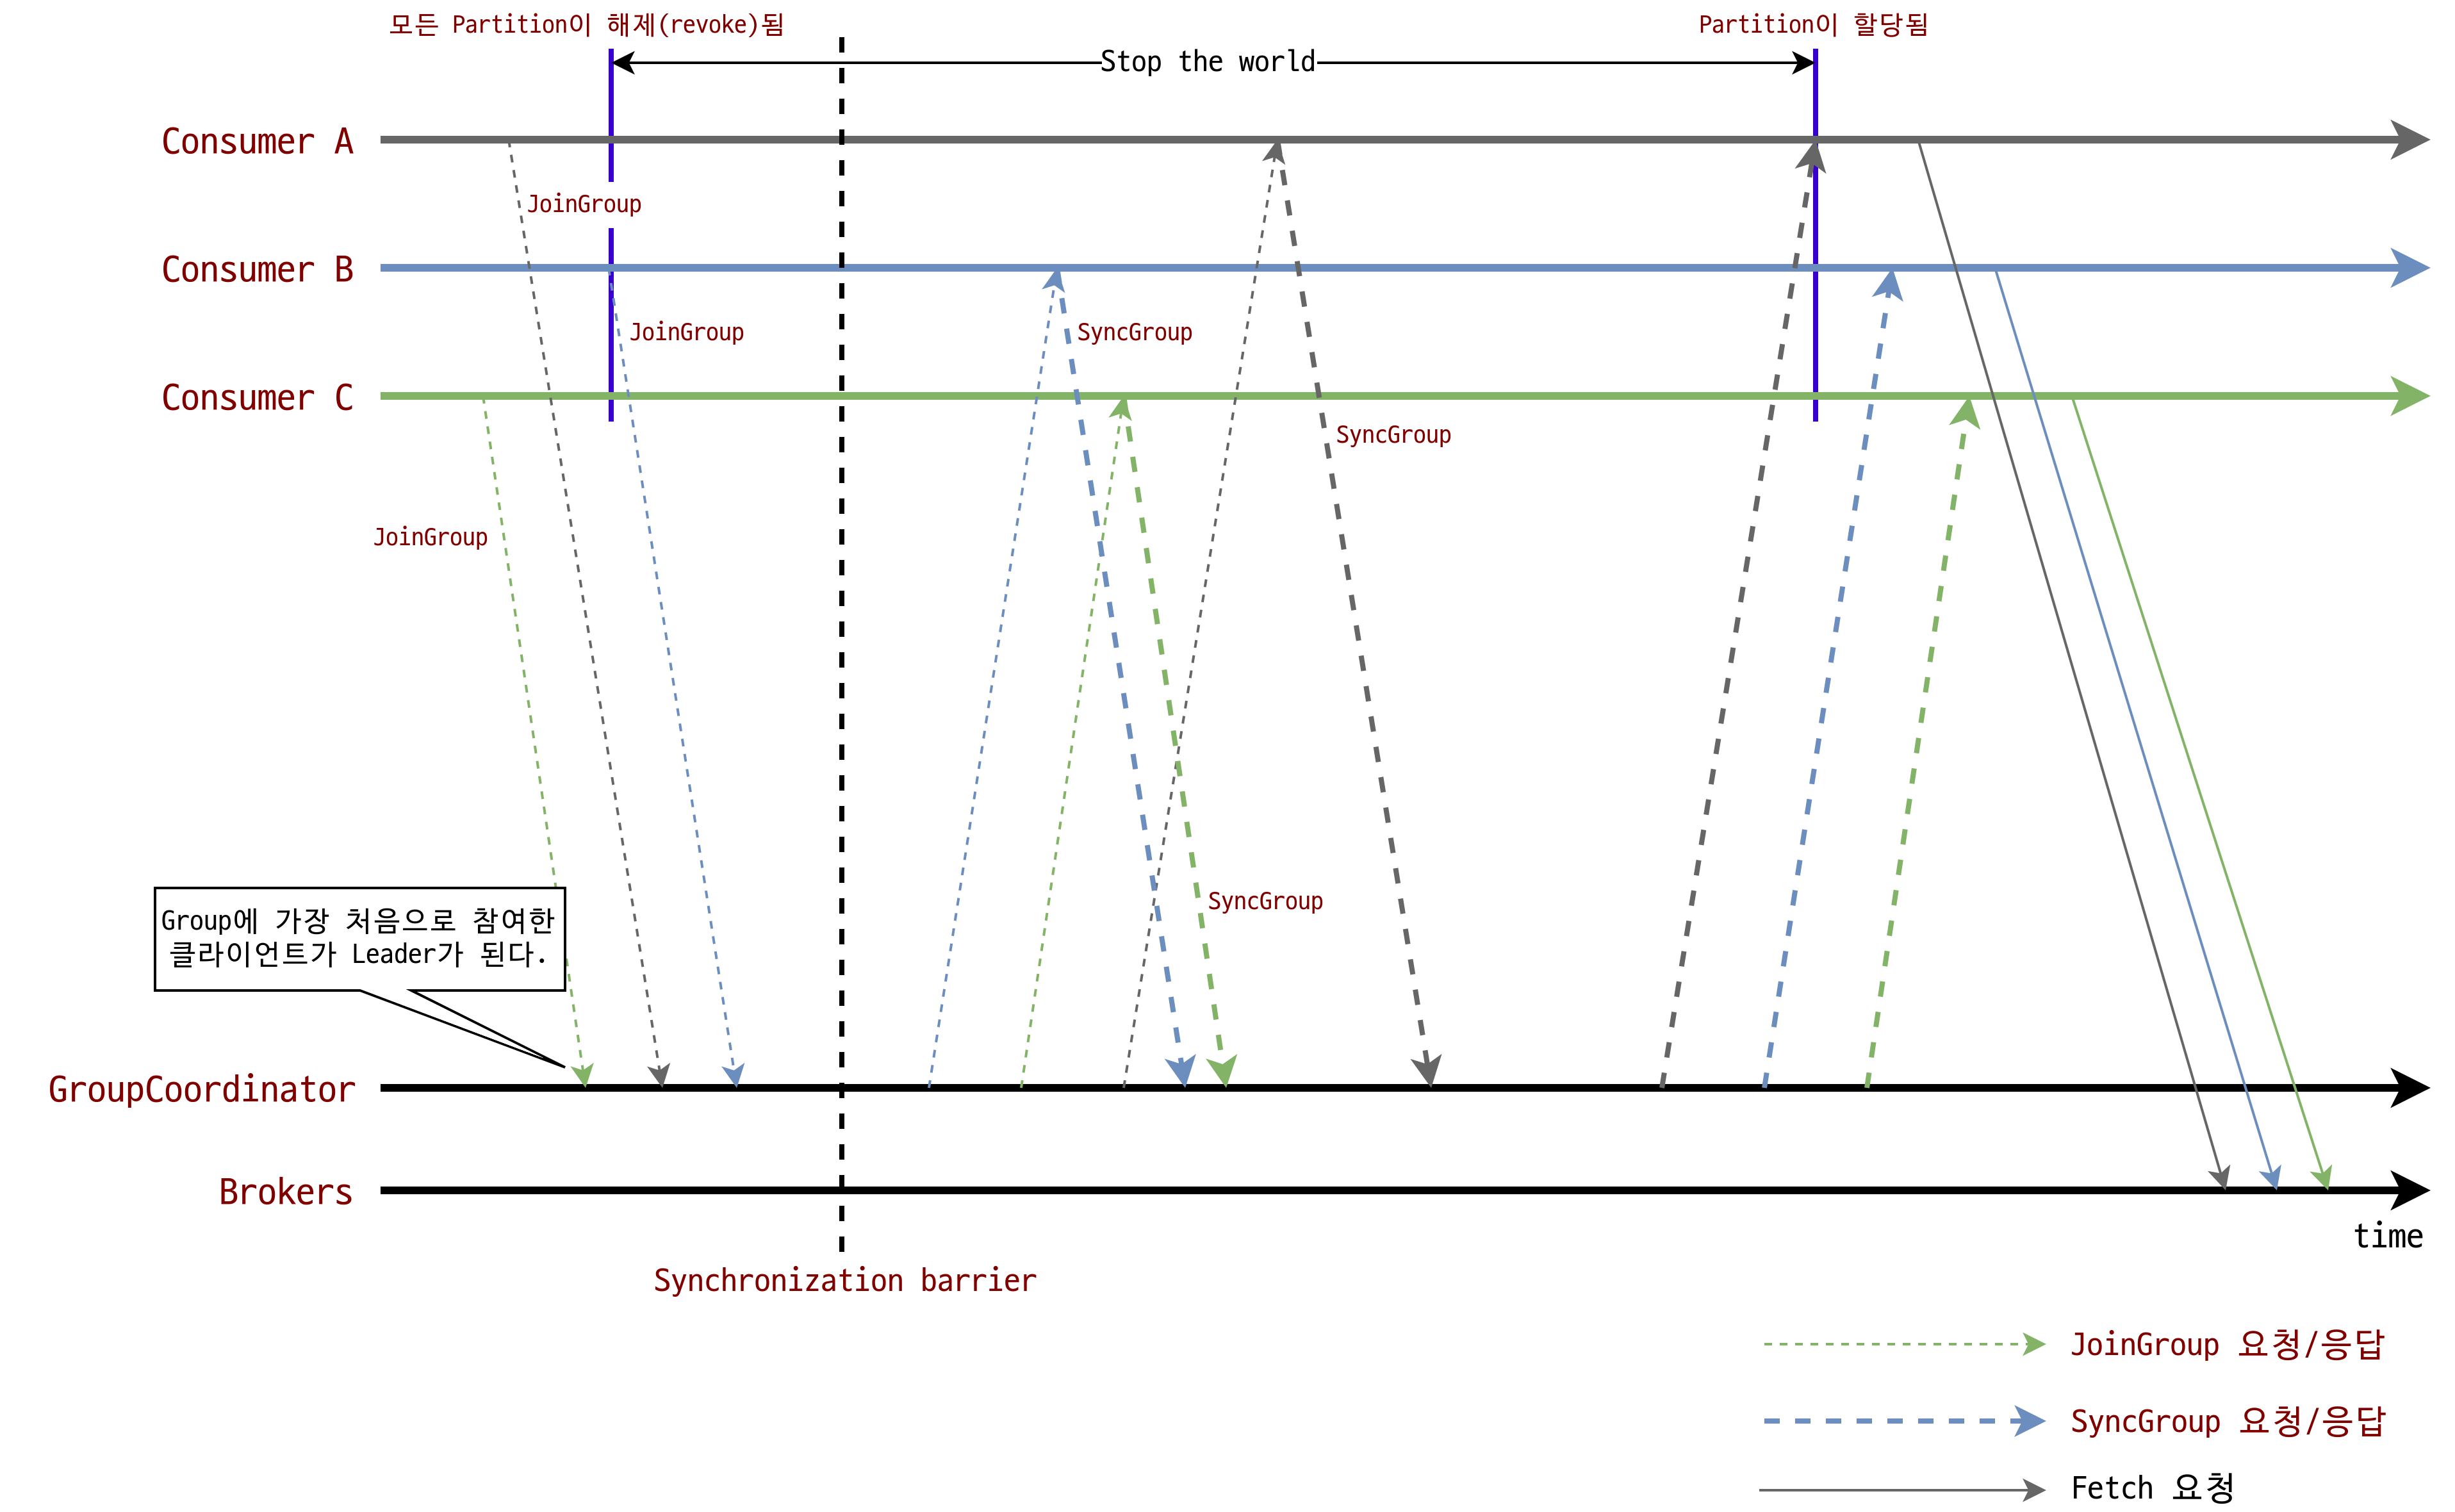 모든 Partition이 해제(revoke)됨
Partition이 할당됨
Stop the world
Consumer A
JoinGroup
Consumer B
JoinGroup
SyncGroup
Consumer C
SyncGroup
JoinGroup
SyncGroup
Group에 가장 처음으로 참여한
클라이언트가 Leader가 된다.
GroupCoordinator
Brokers
time
Synchronization barrier
JoinGroup 요청/응답
SyncGroup 요청/응답
Fetch 요청